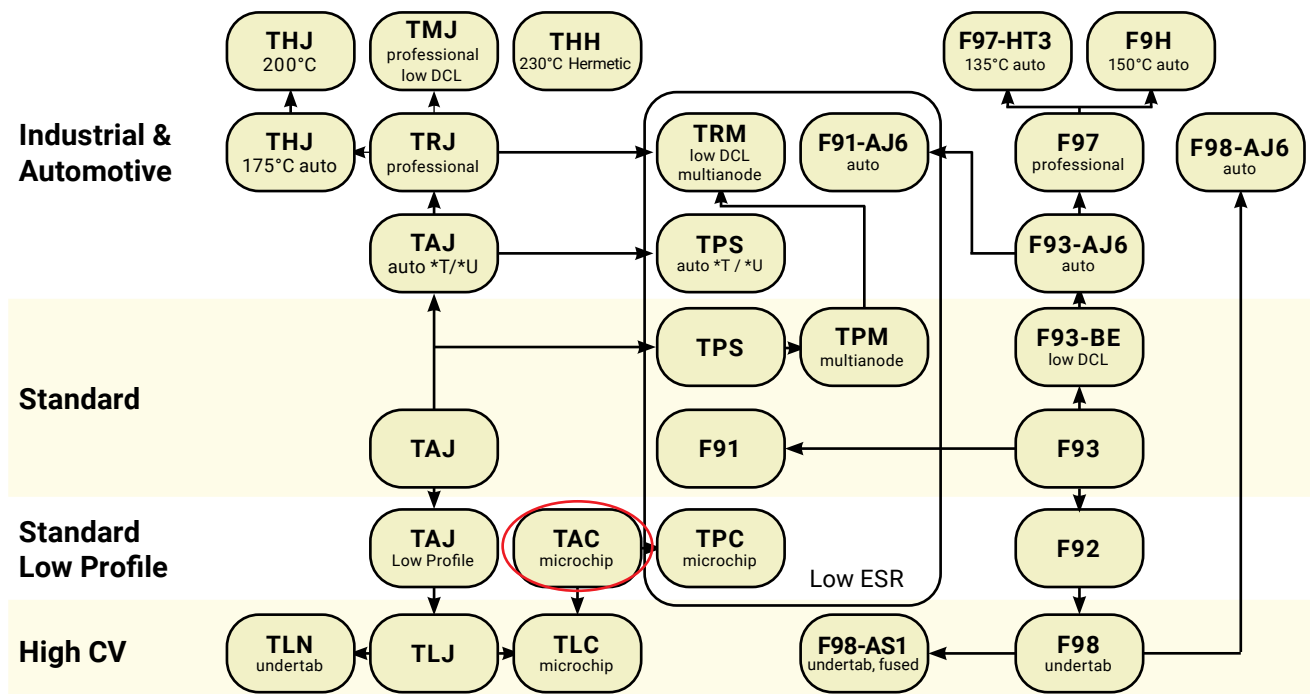 THJ
200°C
TMJ
professional
low DCL
THH
230°C Hermetic
F97-HT3
135°C auto
F9H
150°C auto
Industrial &
Automotive
THJ
175°C auto
TRJ
professional
TRM
low DCL
multianode
F91-AJ6
auto
F97
professional
F98-AJ6
auto
TAJ
auto *T/*U
TPS
auto *T / *U
F93-AJ6
auto
Standard
TPS
TPM
multianode
F93-BE
low DCL
TAJ
F91
F93
Standard
Low Profile
TAJ
Low Profile
TAC
microchip
TPC
microchip
Low ESR
F92
High CV
TLN
undertab
TLJ
TLC
microchip
F98-AS1
undertab, fused
F98
undertab